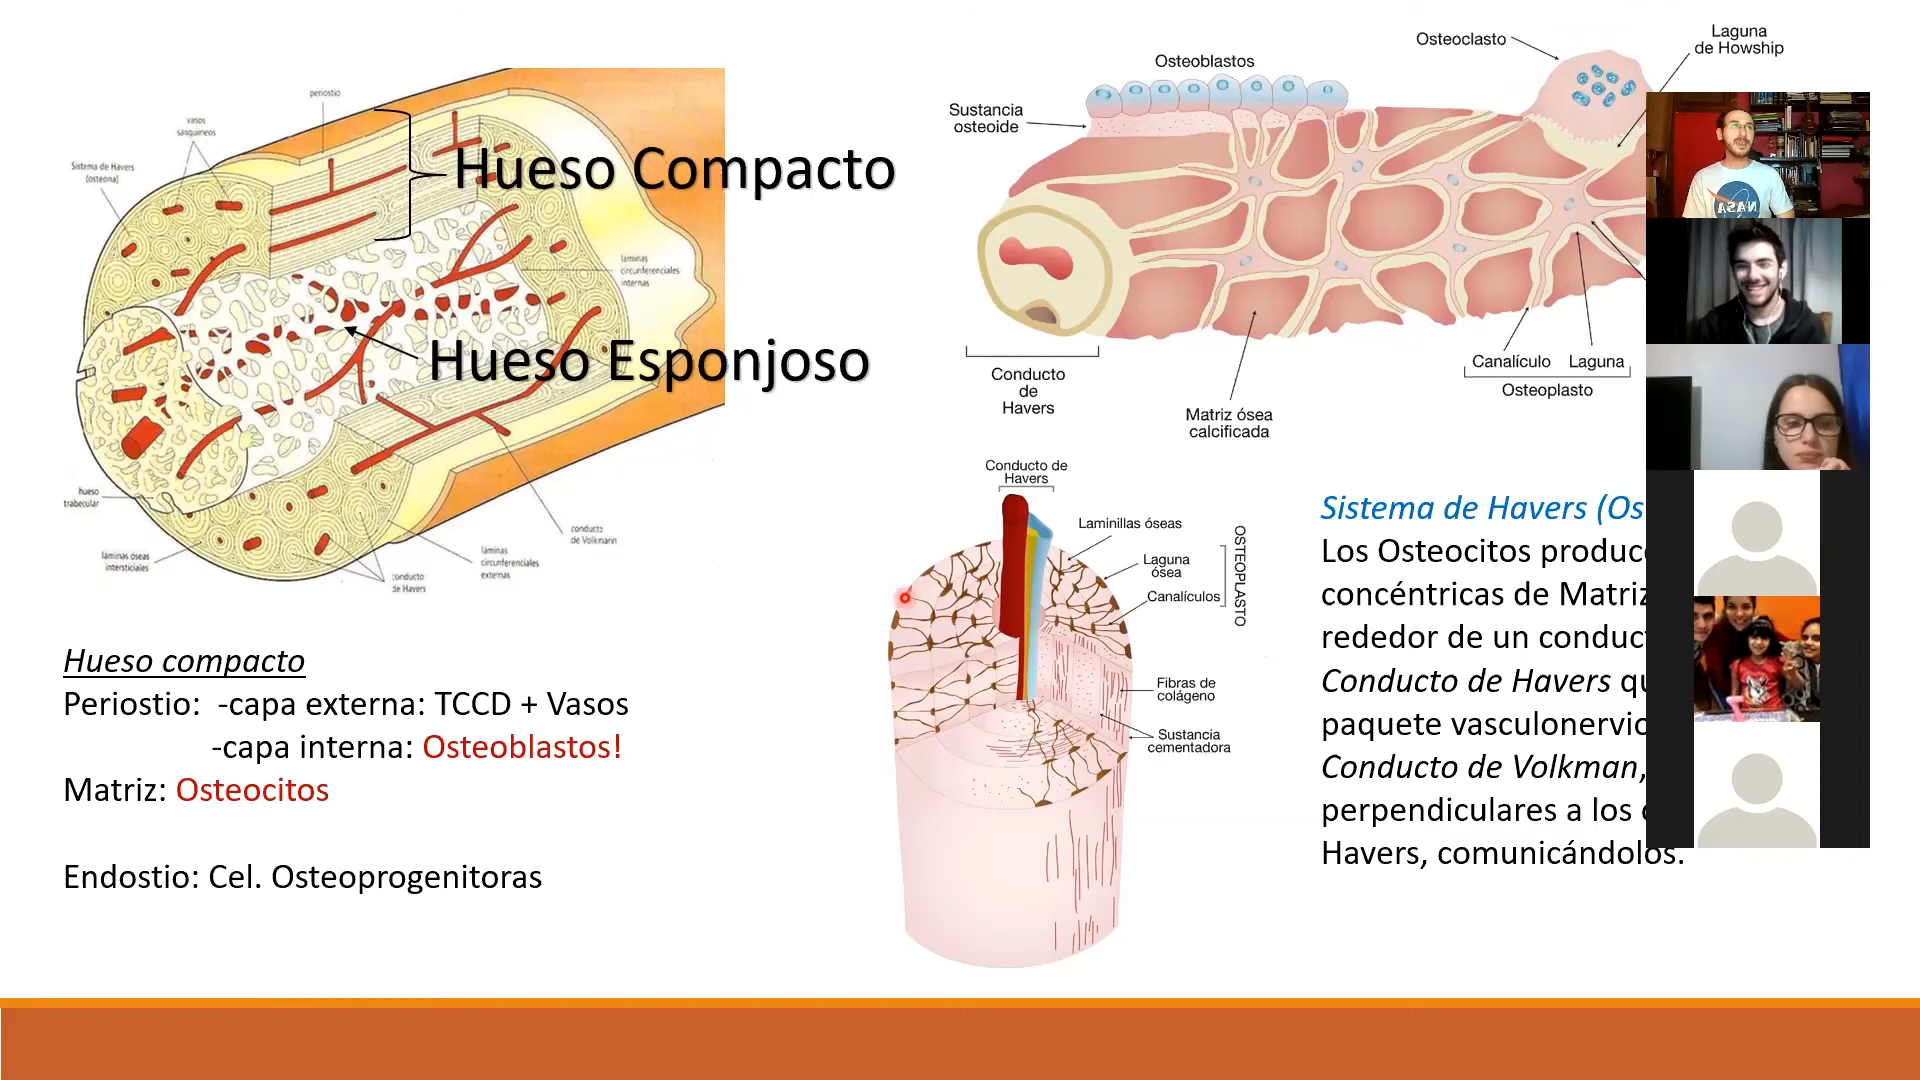 periostio
vasos
sanguíneos
Sistema de Havers
(osteona)
Hueso Compacto
láminas
circunferenciales
internas
Hueso Esponjoso
hueso
trabecular
láminas óseas
intersticiales
conducto
de Havers
láminas
circunferenciales
externas
conducto
de Volkmann
Hueso compacto
Periostio: -capa externa: TCCD + Vasos
-capa interna: Osteoblastos!
Matriz: Osteocitos
Endostio: Cel. Osteoprogenitoras
Osteoblastos
Osteoclasto
Laguna
de Howship
Sustancia
osteoide
Conducto
de
Havers
Matriz ósea
calcificada
Canalículo Laguna
Osteoplasto
Conducto de
Havers
Laminillas óseas
Laguna
ósea
Canalículos
OSTEOPLASTO
Fibras de
colágeno
Sustancia
cementadora
Sistema de Havers (Os
Los Osteocitos produc
concéntricas de Matriz
rededor de un conduc
Conducto de Havers qu
paquete vasculonervio
Conducto de Volkman,
perpendiculares a los
Havers, comunicándolos.
NASA